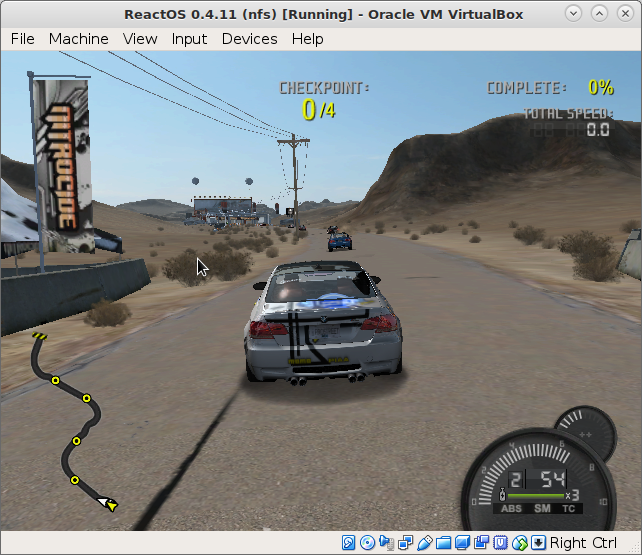 ReactOS 0.4.11 (nfs) [Running] - Oracle VM VirtualBox
File Machine View Input Devices Help
CHECKPOINT:
0/4
COMPLETE: 0%
TOTAL SPEED:
0.0
NITROCIDE
2 54
x3
ABS SM TC
Right Ctrl